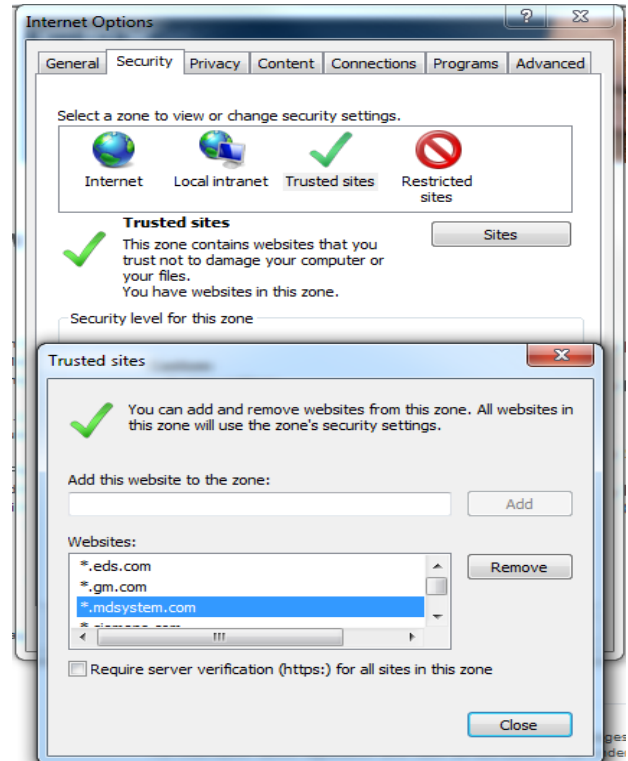 Internet Options
General Security Privacy Content Connections Programs Advanced
Select a zone to view or change security settings.
Internet Local intranet Trusted sites Restricted
sites
Trusted sites
This zone contains websites that you
trust not to damage your computer or
your files.
You have websites in this zone.
Sites
Security level for this zone
Trusted sites
You can add and remove websites from this zone. All websites in
this zone will use the zone's security settings.
Add this website to the zone:
Add
Websites:
*.eds.com
*.gm.com
*.mdsystem.com
Remove
Require server verification (https:) for all sites in this zone
Close